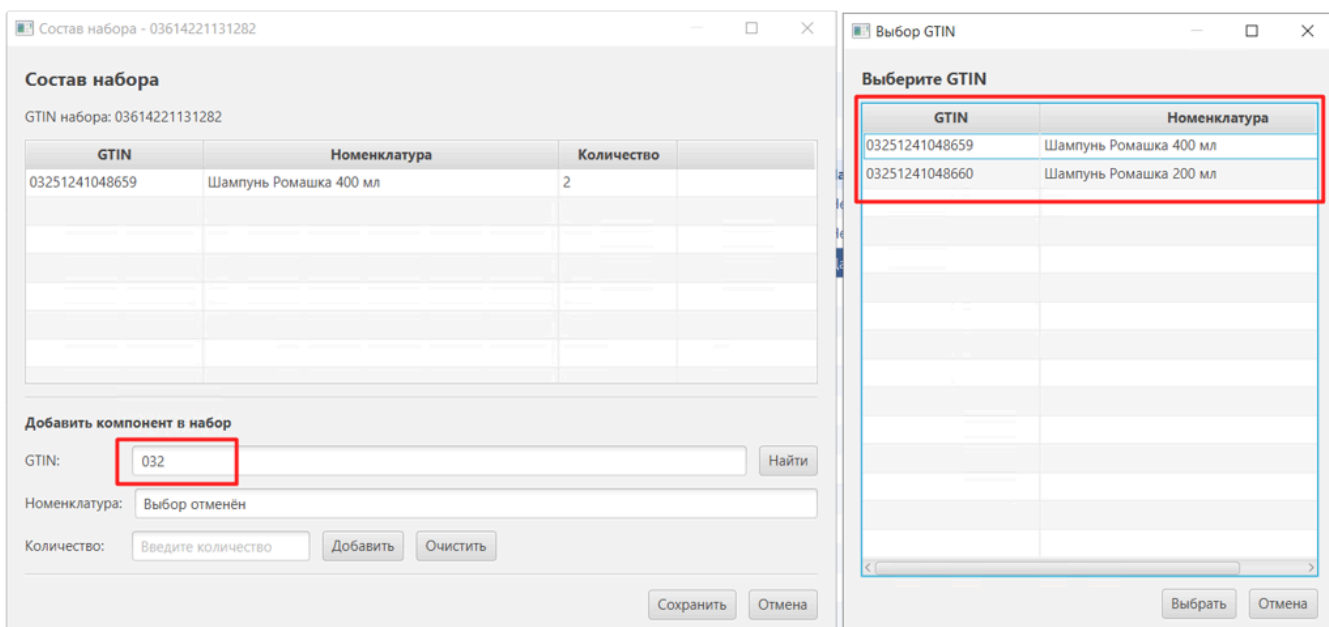 Состав набора - 03614221131282
Состав набора
GTIN набора: 03614221131282
GTIN Номенклатура Количество
03251241048659 Шампунь Ромашка 400 мл 2
Добавить компонент в набор
GTIN: 032 Найти
Номенклатура: Выбор отменён
Количество: Введите количество Добавить Очистить
Сохранить Отмена
Выбор GTIN
Выберите GTIN
GTIN Номенклатура
03251241048659 Шампунь Ромашка 400 мл
03251241048660 Шампунь Ромашка 200 мл
Выбрать Отмена